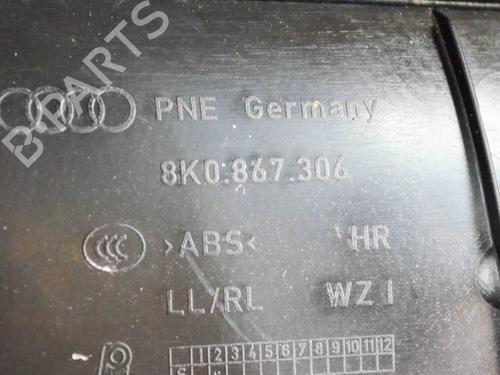 B-PARTS
PNE Germany
8K0.867.306
>ABS< HR
LL/RL WZ I
1 2 3 4 5 6 7 8 9 10 11 12